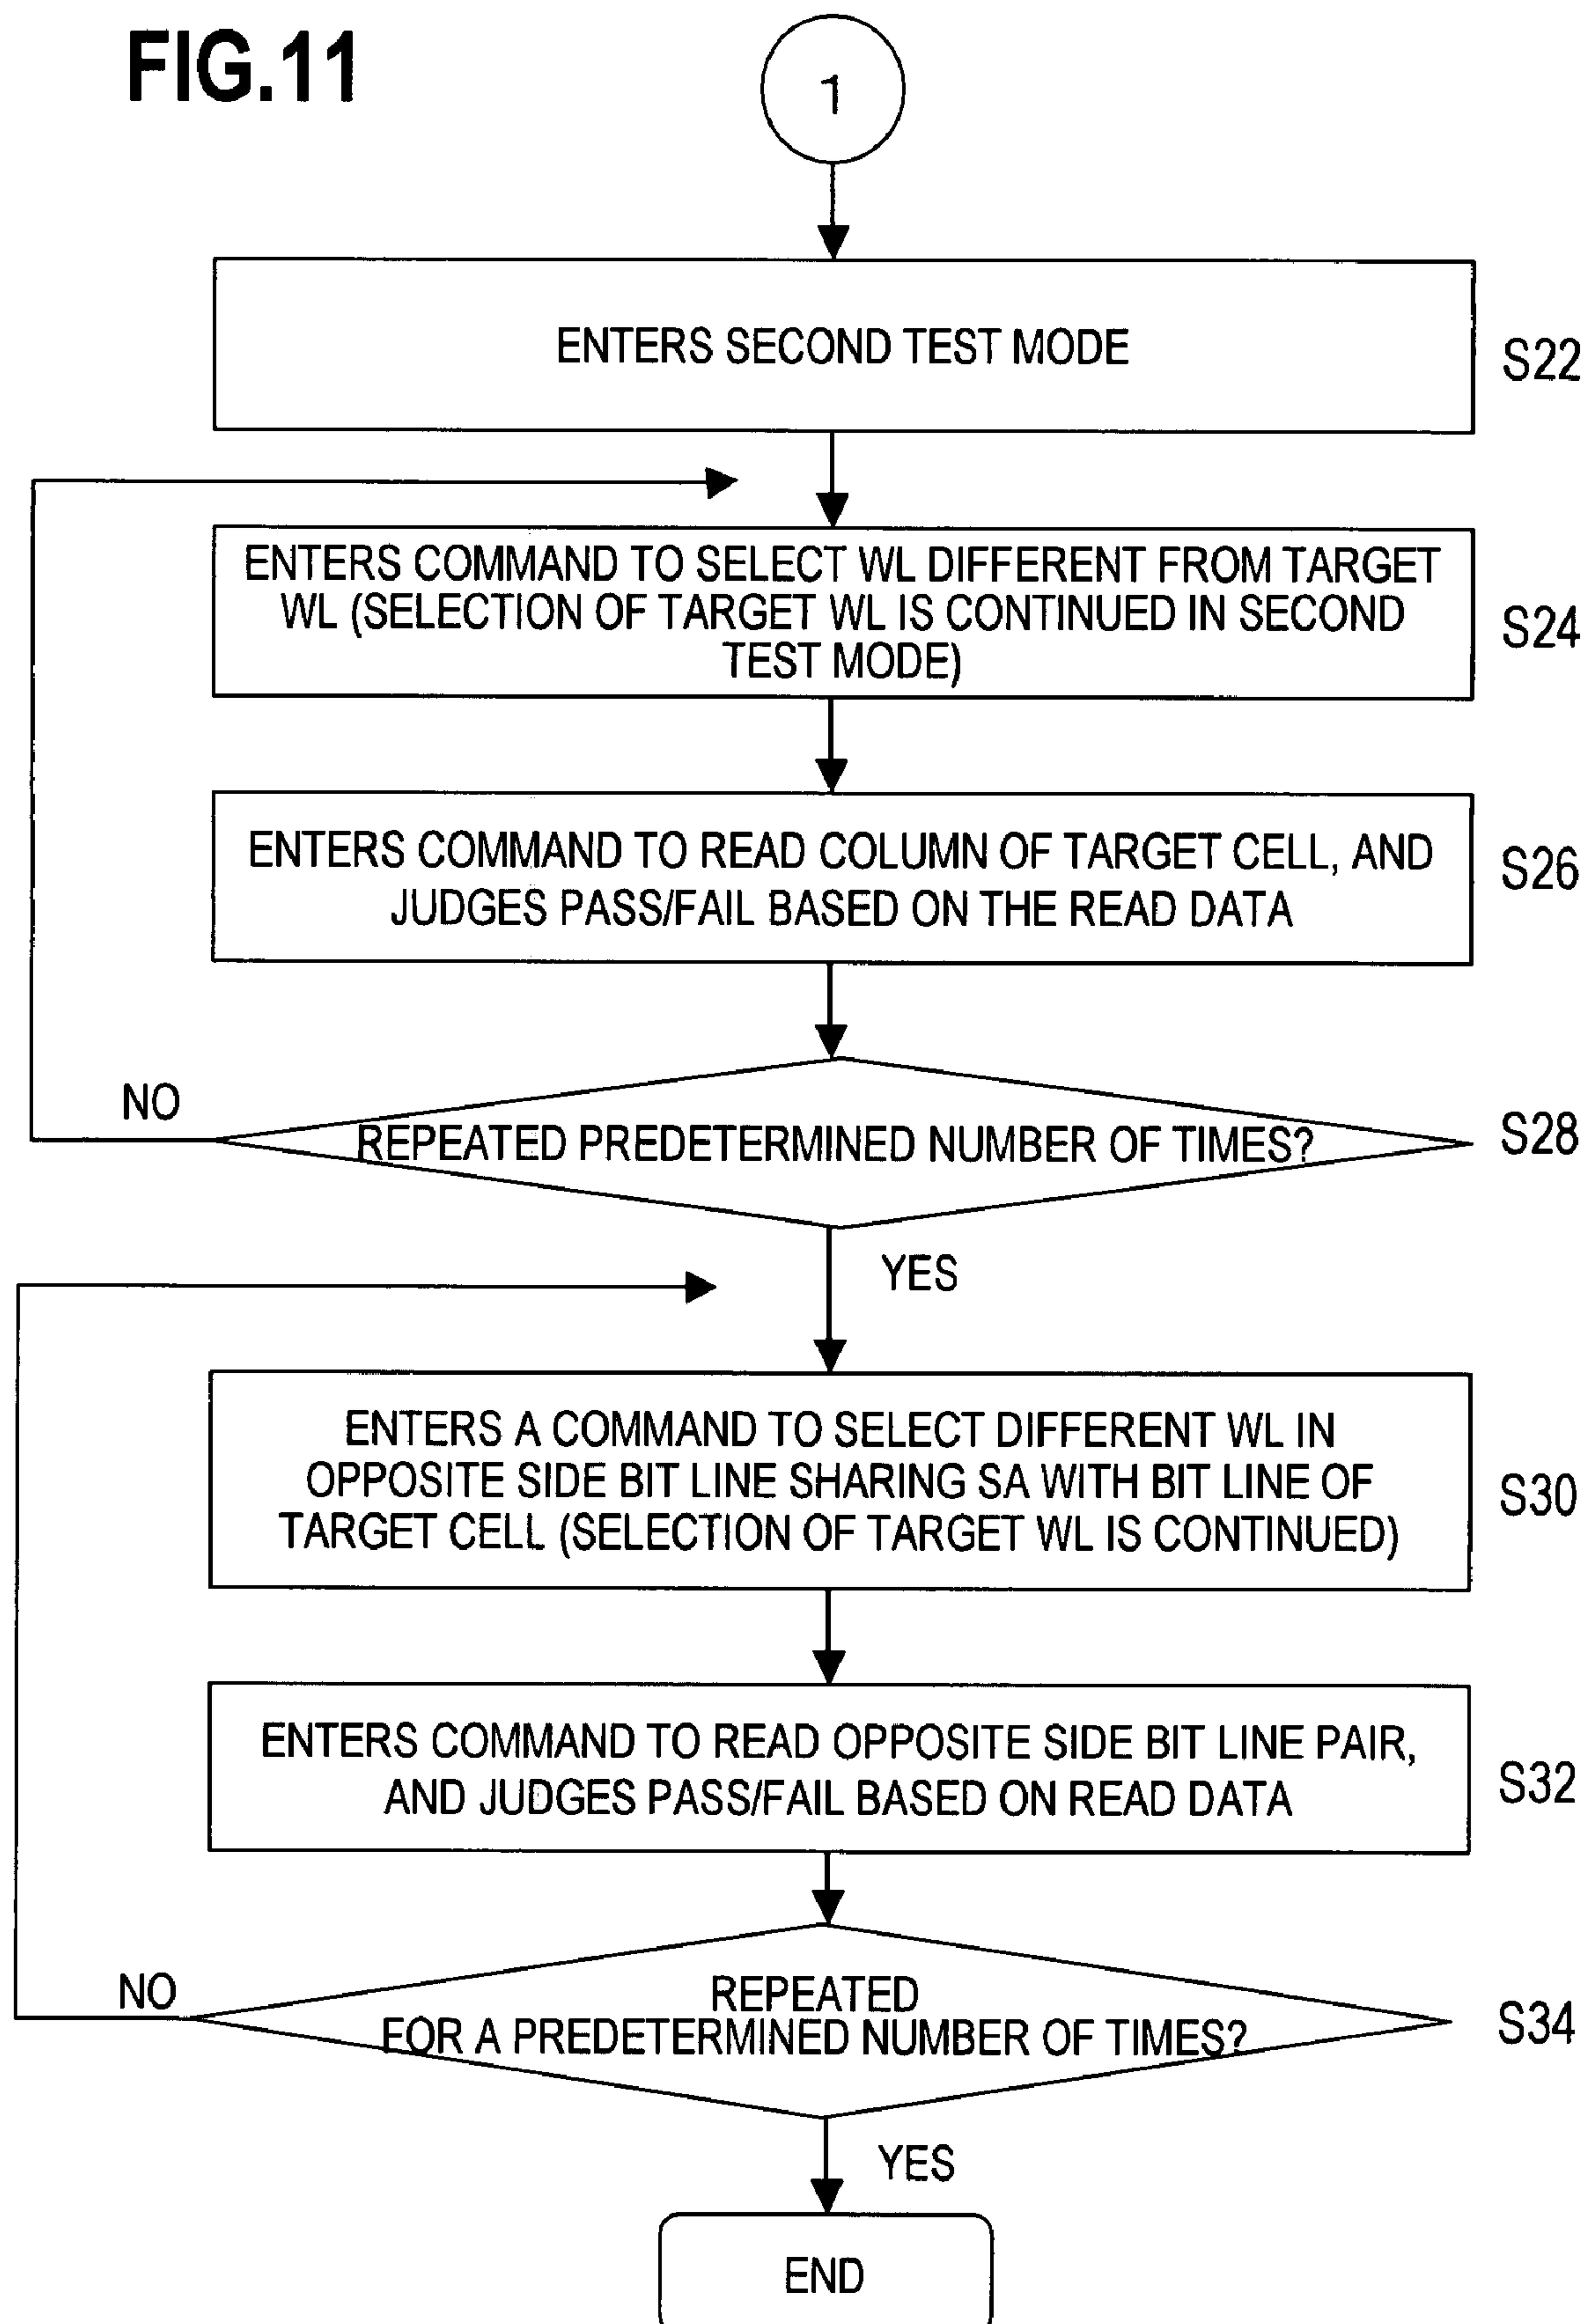 FIG.11
1
ENTERS SECOND TEST MODE
S22
ENTERS COMMAND TO SELECT WL DIFFERENT FROM TARGET
WL (SELECTION OF TARGET WL IS CONTINUED IN SECOND
TEST MODE)
S24
ENTERS COMMAND TO READ COLUMN OF TARGET CELL, AND
JUDGES PASS/FAIL BASED ON THE READ DATA
S26
NO
REPEATED PREDETERMINED NUMBER OF TIMES?
S28
YES
ENTERS A COMMAND TO SELECT DIFFERENT WL IN
OPPOSITE SIDE BIT LINE SHARING SA WITH BIT LINE OF
TARGET CELL (SELECTION OF TARGET WL IS CONTINUED)
S30
ENTERS COMMAND TO READ OPPOSITE SIDE BIT LINE PAIR,
AND JUDGES PASS/FAIL BASED ON READ DATA
S32
NO
REPEATED
FOR A PREDETERMINED NUMBER OF TIMES?
S34
YES
END